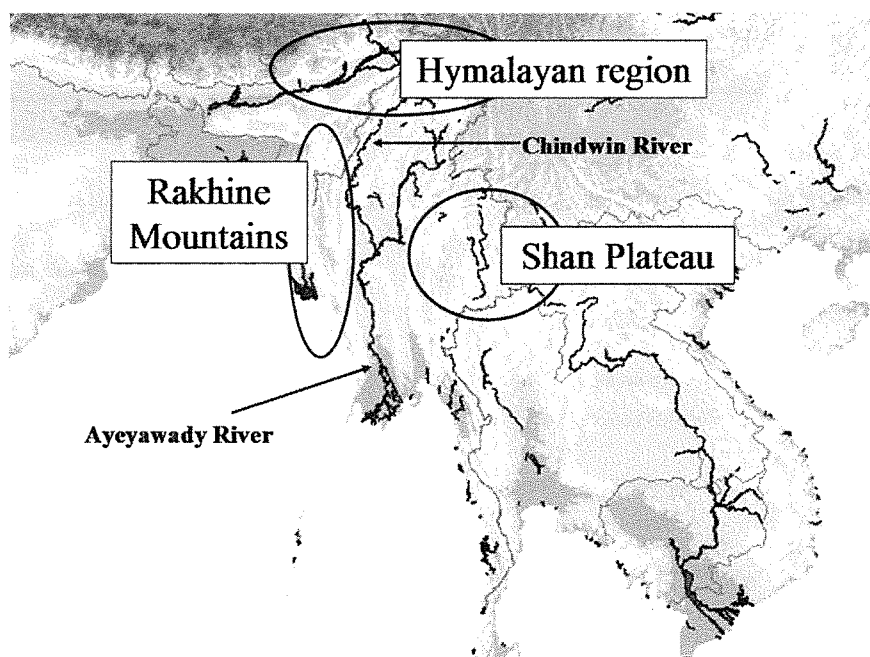 Hymalayan region
Chindwin River
Rakhine
Mountains
Shan Plateau
Ayeyawady River